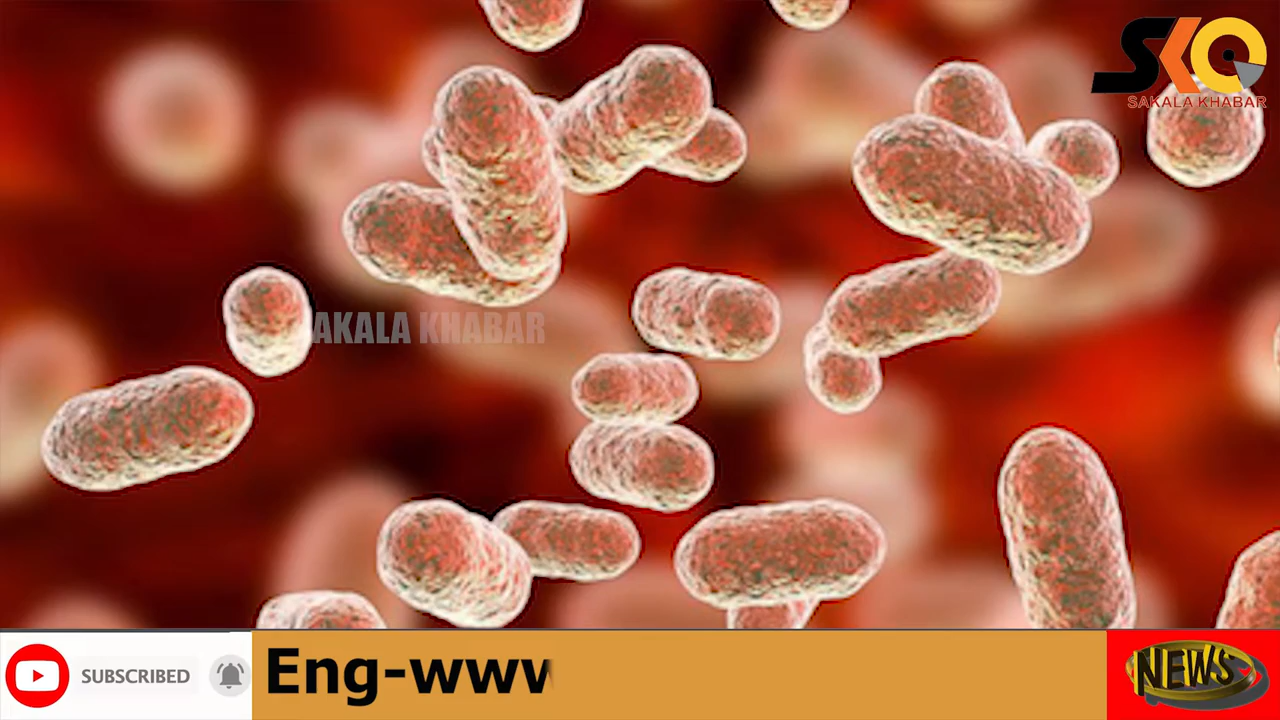 SKQ
SAKALA KHABAR
AKALA KHABAR
SUBSCRIBED
Eng-www
NEWS